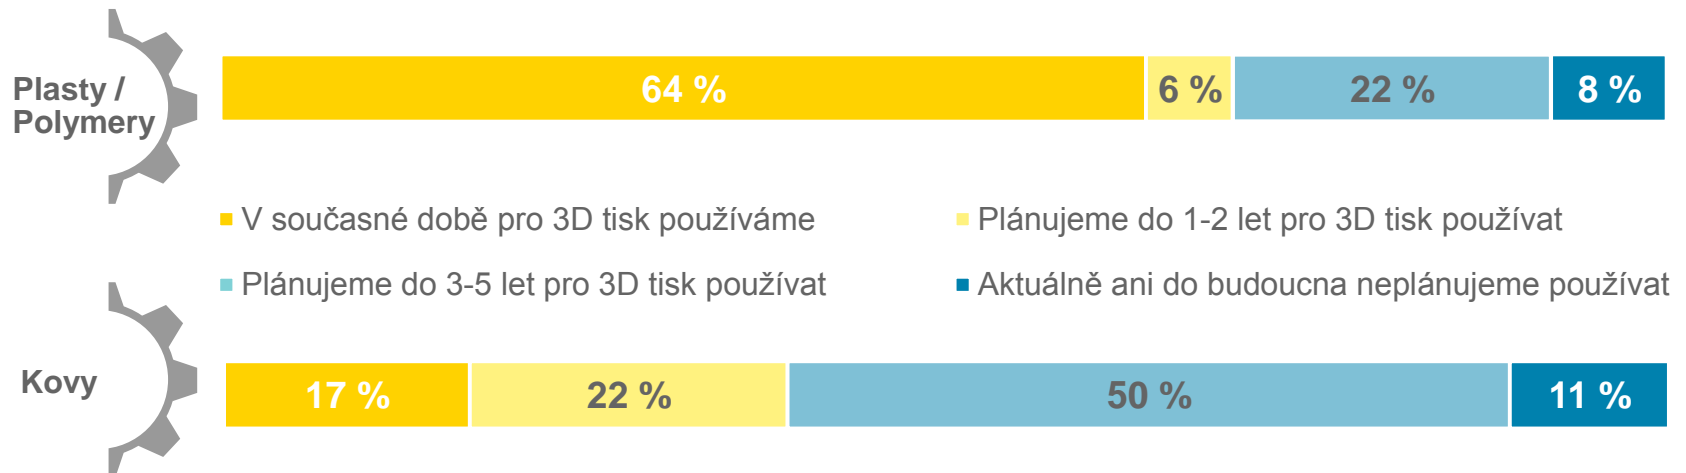 Plasty /
Polymery
64 %
6 %
22 %
8 %
V současné době pro 3D tisk používáme
Plánujeme do 1-2 let pro 3D tisk používat
Plánujeme do 3-5 let pro 3D tisk používat
Aktuálně ani do budoucna neplánujeme používat
Kovy
17 %
22 %
50 %
11 %